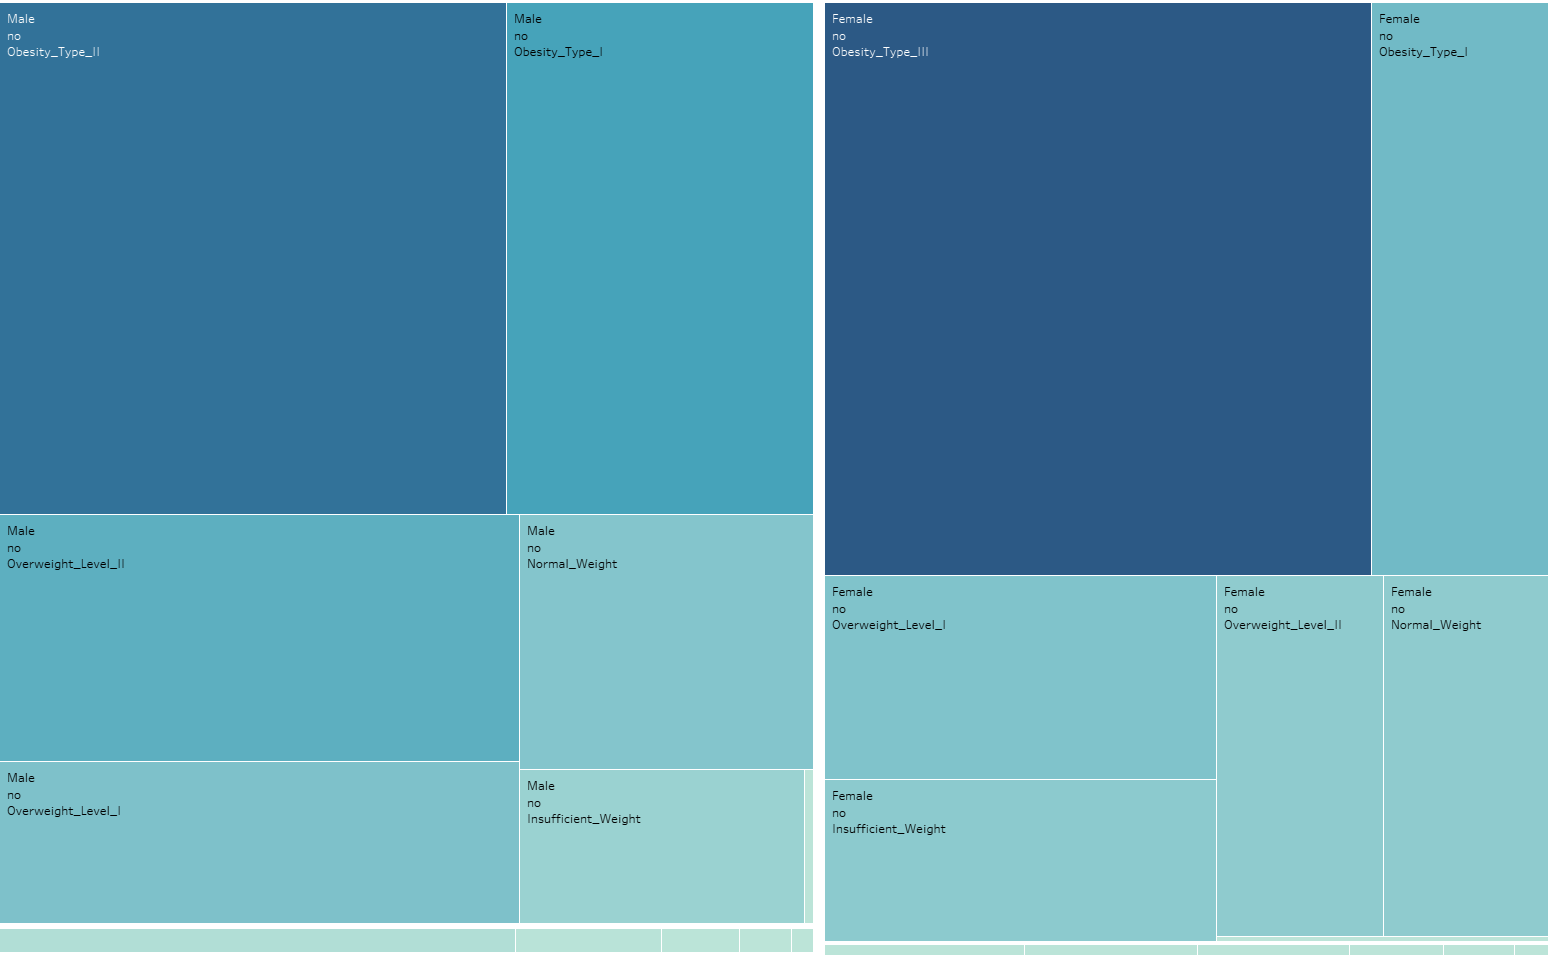 Male
no
Obesity_Type_II
Male
no
Obesity_Type_I
Male
no
Overweight_Level_II
Male
no
Normal_Weight
Male
no
Overweight_Level_I
Male
no
Insufficient_Weight
Female
no
Obesity_Type_III
Female
no
Obesity_Type_I
Female
no
Overweight_Level_I
Female
no
Overweight_Level_II
Female
no
Normal_Weight
Female
no
Insufficient_Weight